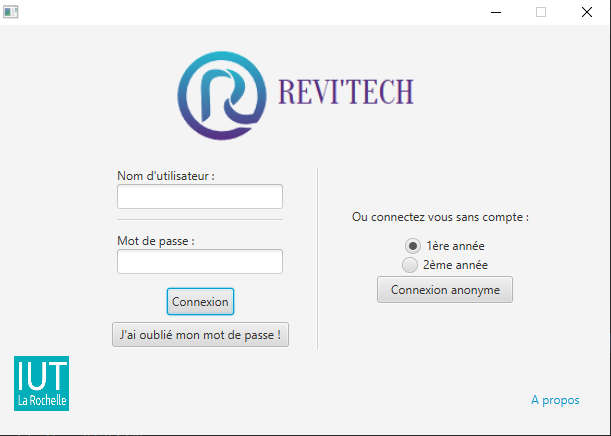 REVI'TECH
Nom d'utilisateur :
Mot de passe :
Connexion
J'ai oublié mon mot de passe !
Ou connectez vous sans compte :
1ère année
2ème année
Connexion anonyme
IUT
La Rochelle
A propos